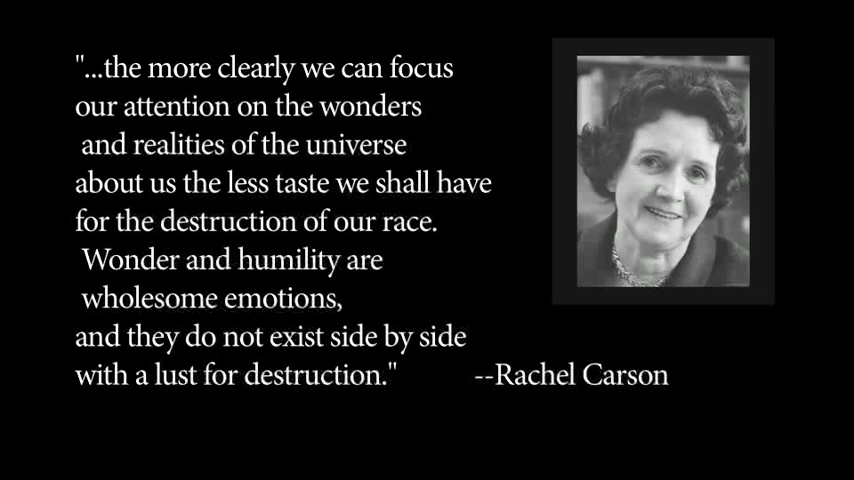 "...the more clearly we can focus
our attention on the wonders
and realities of the universe
about us the less taste we shall have
for the destruction of our race.
Wonder and humility are
wholesome emotions,
and they do not exist side by side
with a lust for destruction." --Rachel Carson